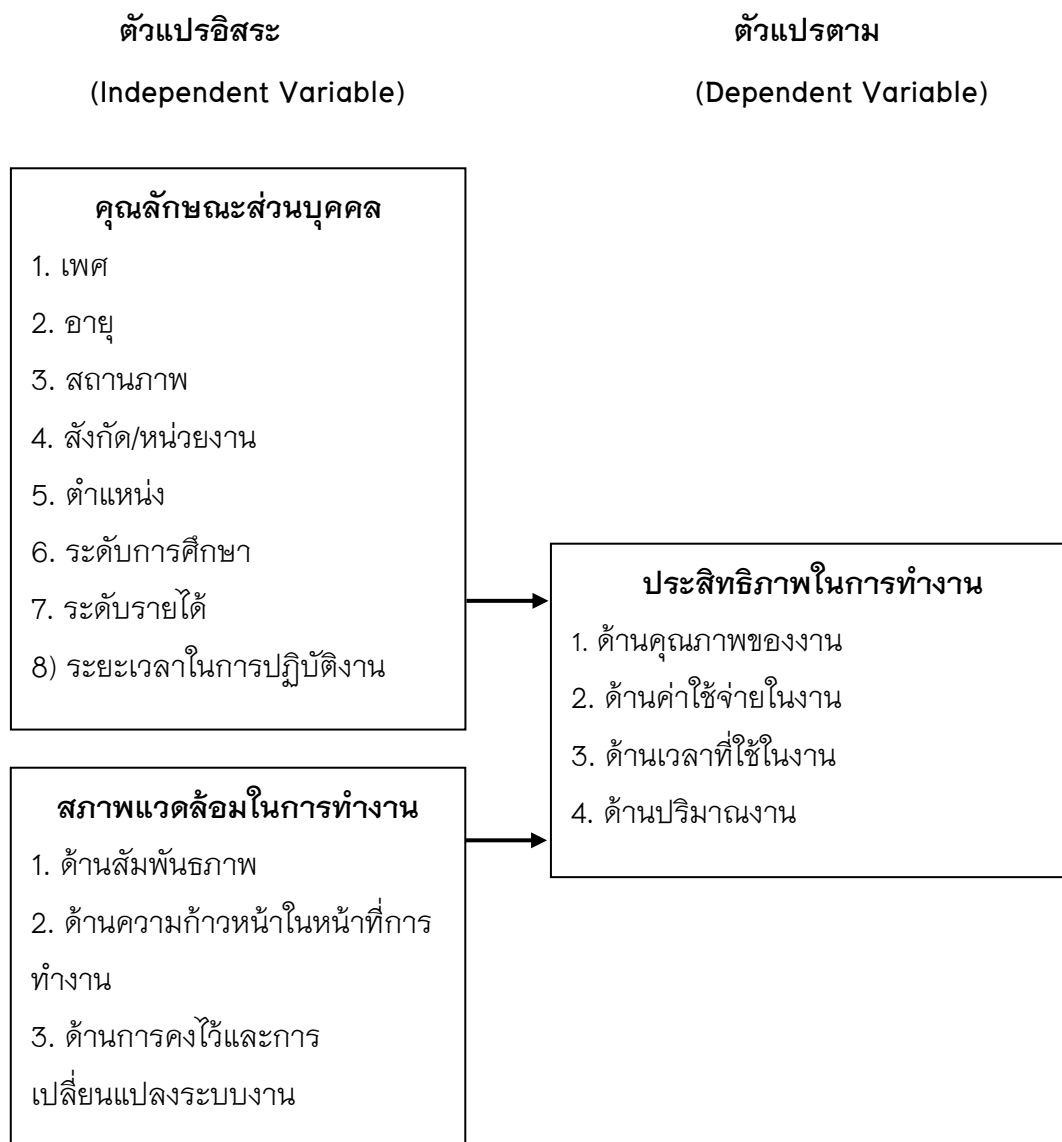 ตัวแปรอิสระ
(Independent Variable)
ตัวแปรตาม
(Dependent Variable)
คุณลักษณะส่วนบุคคล
1. เพศ
2. อายุ
3. สถานภาพ
4. สังกัด/หน่วยงาน
5. ตำแหน่ง
6. ระดับการศึกษา
7. ระดับรายได้
8) ระยะเวลาในการปฏิบัติงาน
สภาพแวดล้อมในการทำงาน
1. ด้านสัมพันธภาพ
2. ด้านความก้าวหน้าในหน้าที่การ
ทำงาน
3. ด้านการคงไว้และการ
เปลี่ยนแปลงระบบงาน
ประสิทธิภาพในการทำงาน
1. ด้านคุณภาพของงาน
2. ด้านค่าใช้จ่ายในงาน
3. ด้านเวลาที่ใช้ในงาน
4. ด้านปริมาณงาน